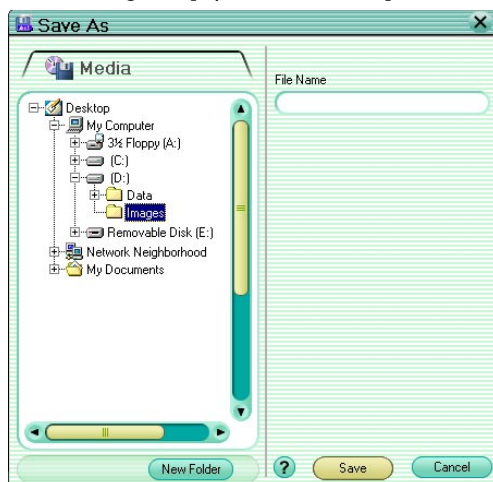 Save As
Media
Desktop
My Computer
3½ Floppy (A:)
(C:)
(D:)
Data
Images
Removable Disk (E:)
Network Neighborhood
My Documents
New Folder
File Name
?
Save
Cancel